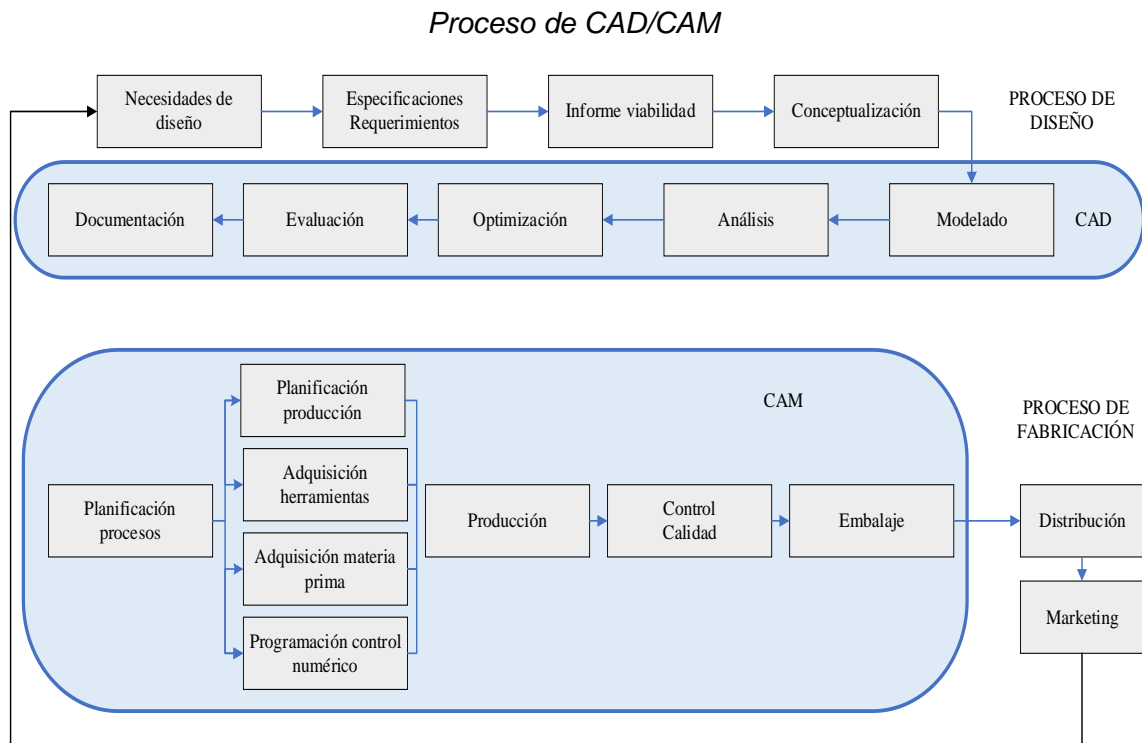 Proceso de CAD/CAM
Necesidades de
diseño
Especificaciones
Requerimientos
Informe viabilidad
Conceptualización
PROCESO DE
DISEÑO
Documentación
Evaluación
Optimización
Análisis
Modelado
CAD
Planificación
producción
CAM
PROCESO DE
FABRICACIÓN
Adquisición
herramientas
Planificación
procesos
Producción
Control
Calidad
Embalaje
Distribución
Adquisición materia
prima
Marketing
Programación control
numérico